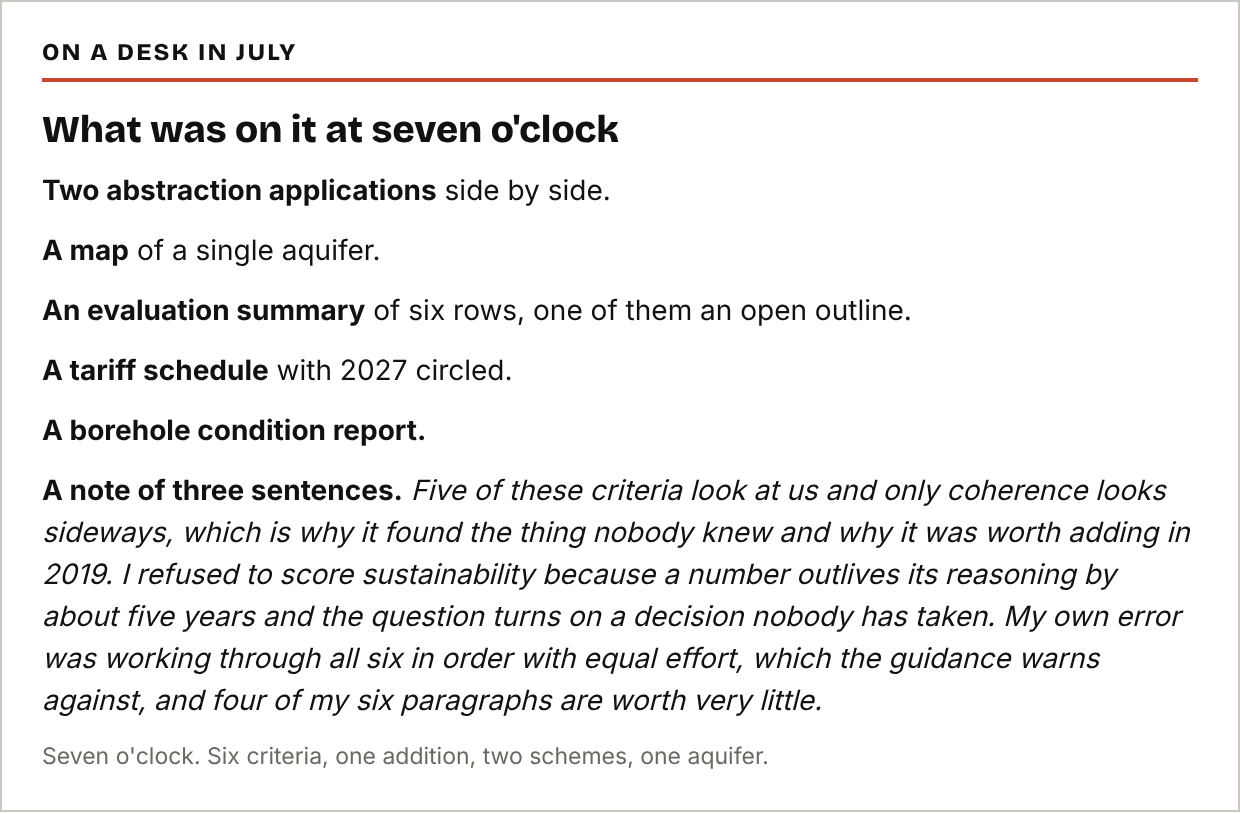 ON A DESK IN JULY
What was on it at seven o'clock
Two abstraction applications side by side.
A map of a single aquifer.
An evaluation summary of six rows, one of them an open outline.
A tariff schedule with 2027 circled.
A borehole condition report.
A note of three sentences. Five of these criteria look at us and only coherence looks
sideways, which is why it found the thing nobody knew and why it was worth adding in
2019. I refused to score sustainability because a number outlives its reasoning by
about five years and the question turns on a decision nobody has taken. My own error
was working through all six in order with equal effort, which the guidance warns
against, and four of my six paragraphs are worth very little.
Seven o'clock. Six criteria, one addition, two schemes, one aquifer.